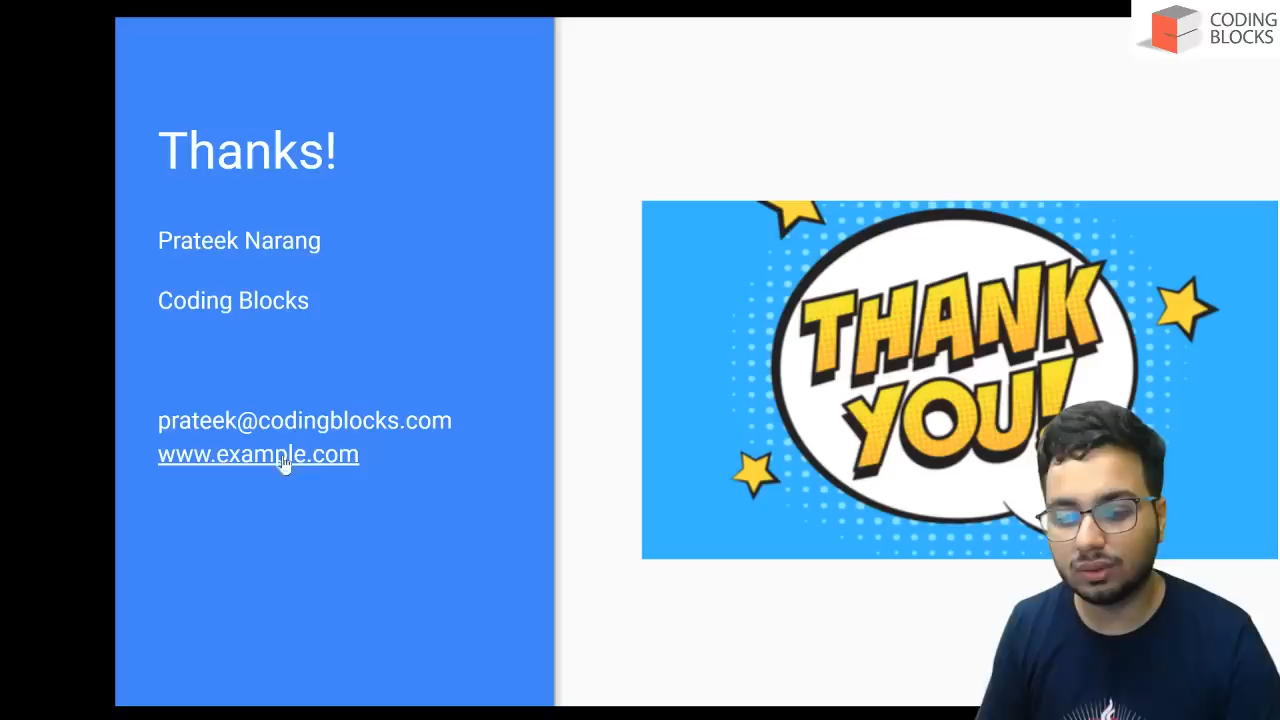 CODING
BLOCKS
Thanks!
Prateek Narang
Coding Blocks
prateek@codingblocks.com
www.example.com
THANK
YOU!